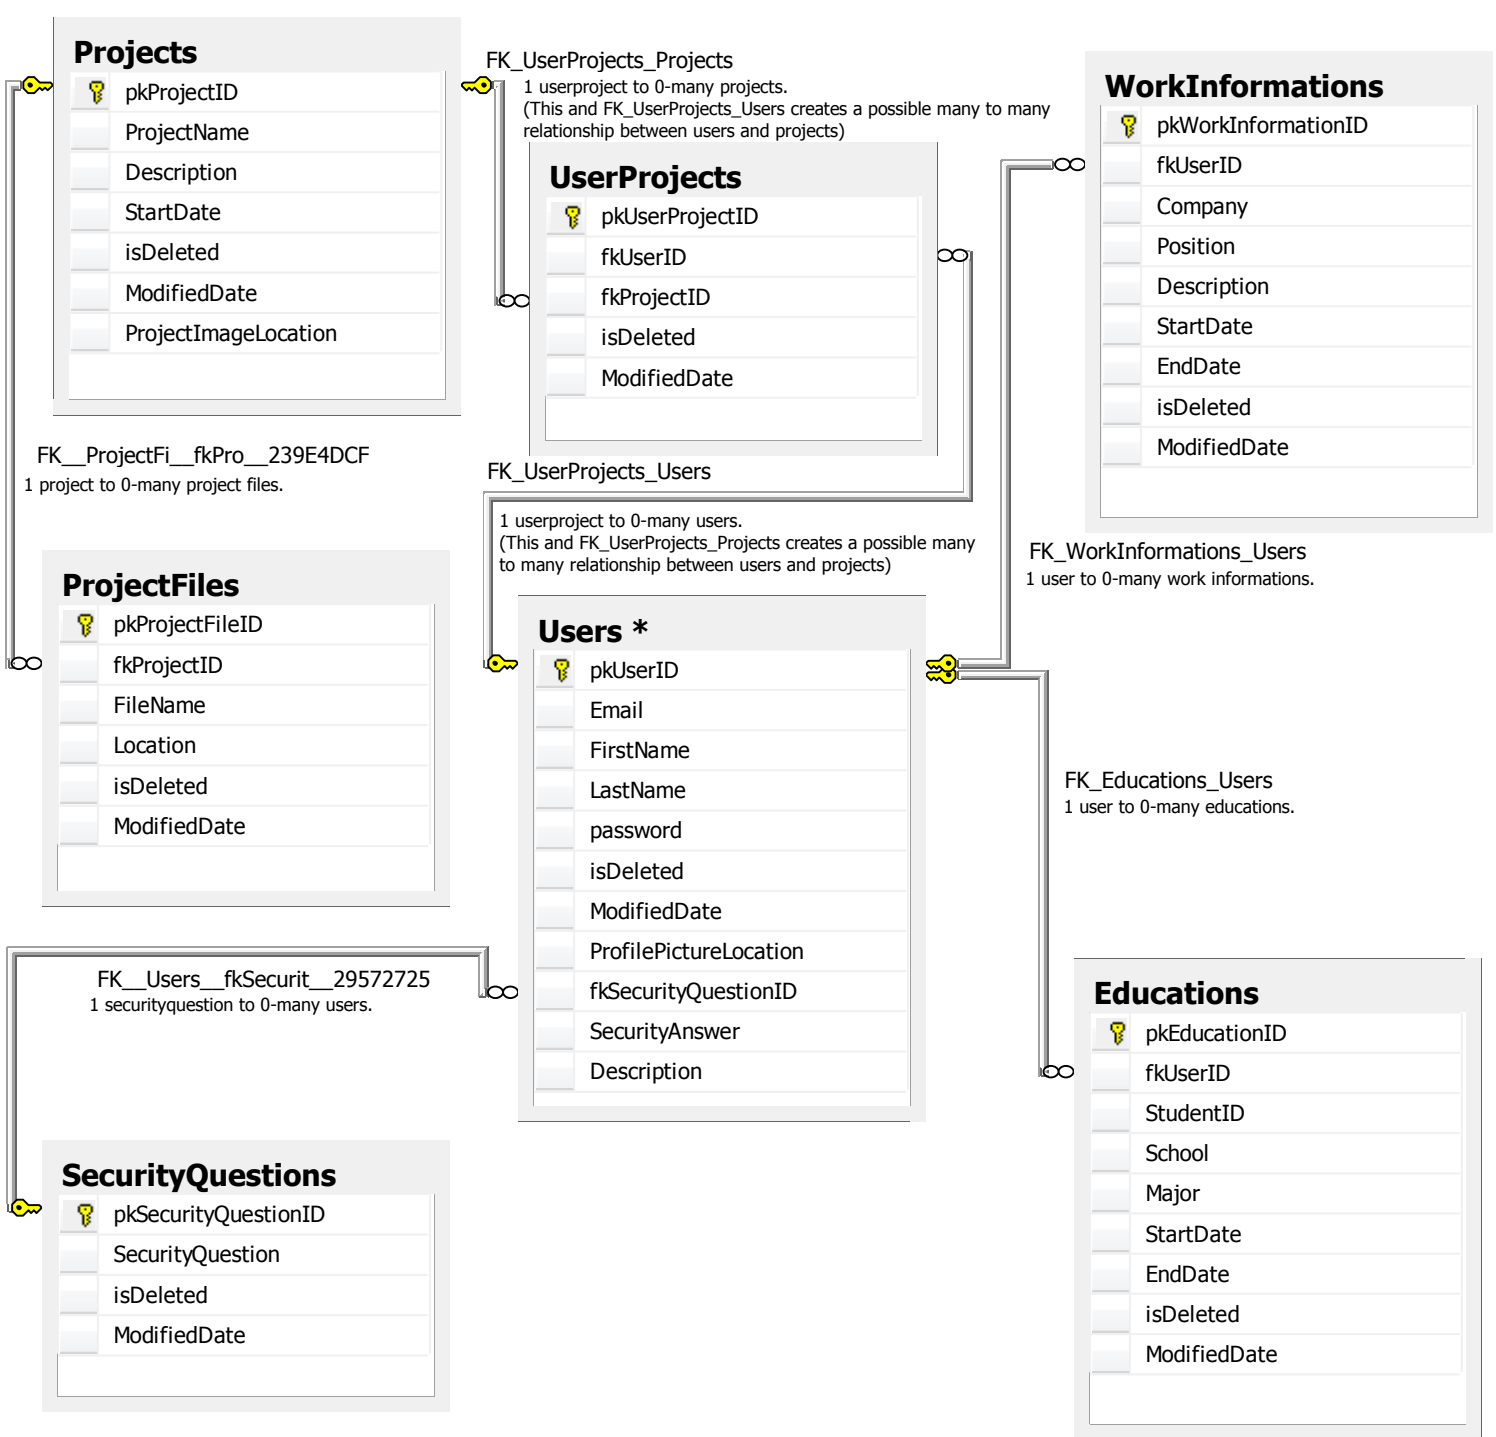 Projects
pkProjectID
ProjectName
Description
StartDate
isDeleted
ModifiedDate
ProjectImageLocation
FK_UserProjects_Projects
1 userproject to 0-many projects.
(This and FK_UserProjects_Users creates a possible many to many
relationship between users and projects)
UserProjects
pkUserProjectID
fkUserID
fkProjectID
isDeleted
ModifiedDate
WorkInformations
pkWorkInformationID
fkUserID
Company
Position
Description
StartDate
EndDate
isDeleted
ModifiedDate
FK__ProjectFi__fkPro__239E4DCF
1 project to 0-many project files.
FK_UserProjects_Users
1 userproject to 0-many users.
(This and FK_UserProjects_Projects creates a possible many
to many relationship between users and projects)
FK_WorkInformations_Users
1 user to 0-many work informations.
ProjectFiles
pkProjectFileID
fkProjectID
FileName
Location
isDeleted
ModifiedDate
Users *
pkUserID
Email
FirstName
LastName
password
isDeleted
ModifiedDate
ProfilePictureLocation
fkSecurityQuestionID
SecurityAnswer
Description
FK_Educations_Users
1 user to 0-many educations.
FK__Users__fkSecurit__29572725
1 securityquestion to 0-many users.
Educations
pkEducationID
fkUserID
StudentID
School
Major
StartDate
EndDate
isDeleted
ModifiedDate
SecurityQuestions
pkSecurityQuestionID
SecurityQuestion
isDeleted
ModifiedDate